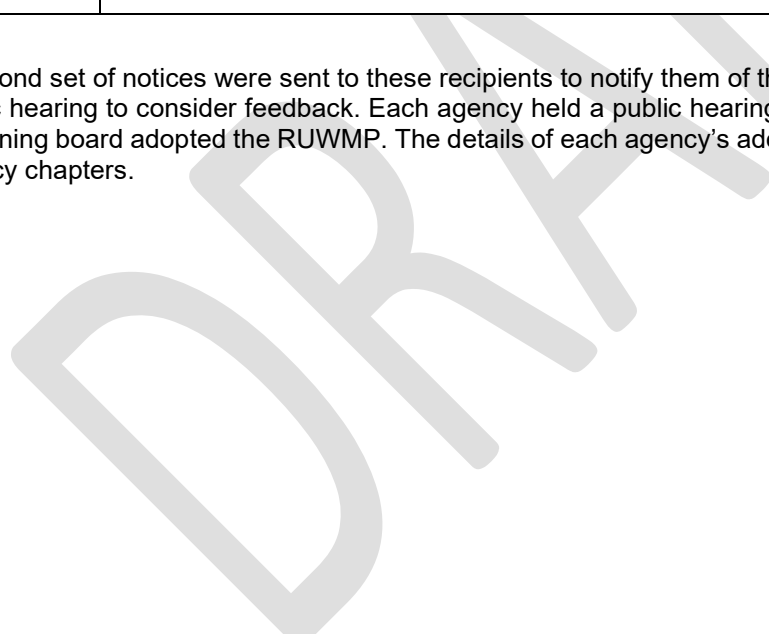 ond set of notices were sent to these recipients to notify them of th
hearing to consider feedback. Each agency held a public hearing
ning board adopted the RUWMP. The details of each agency's ad
cy chapters.
DRA